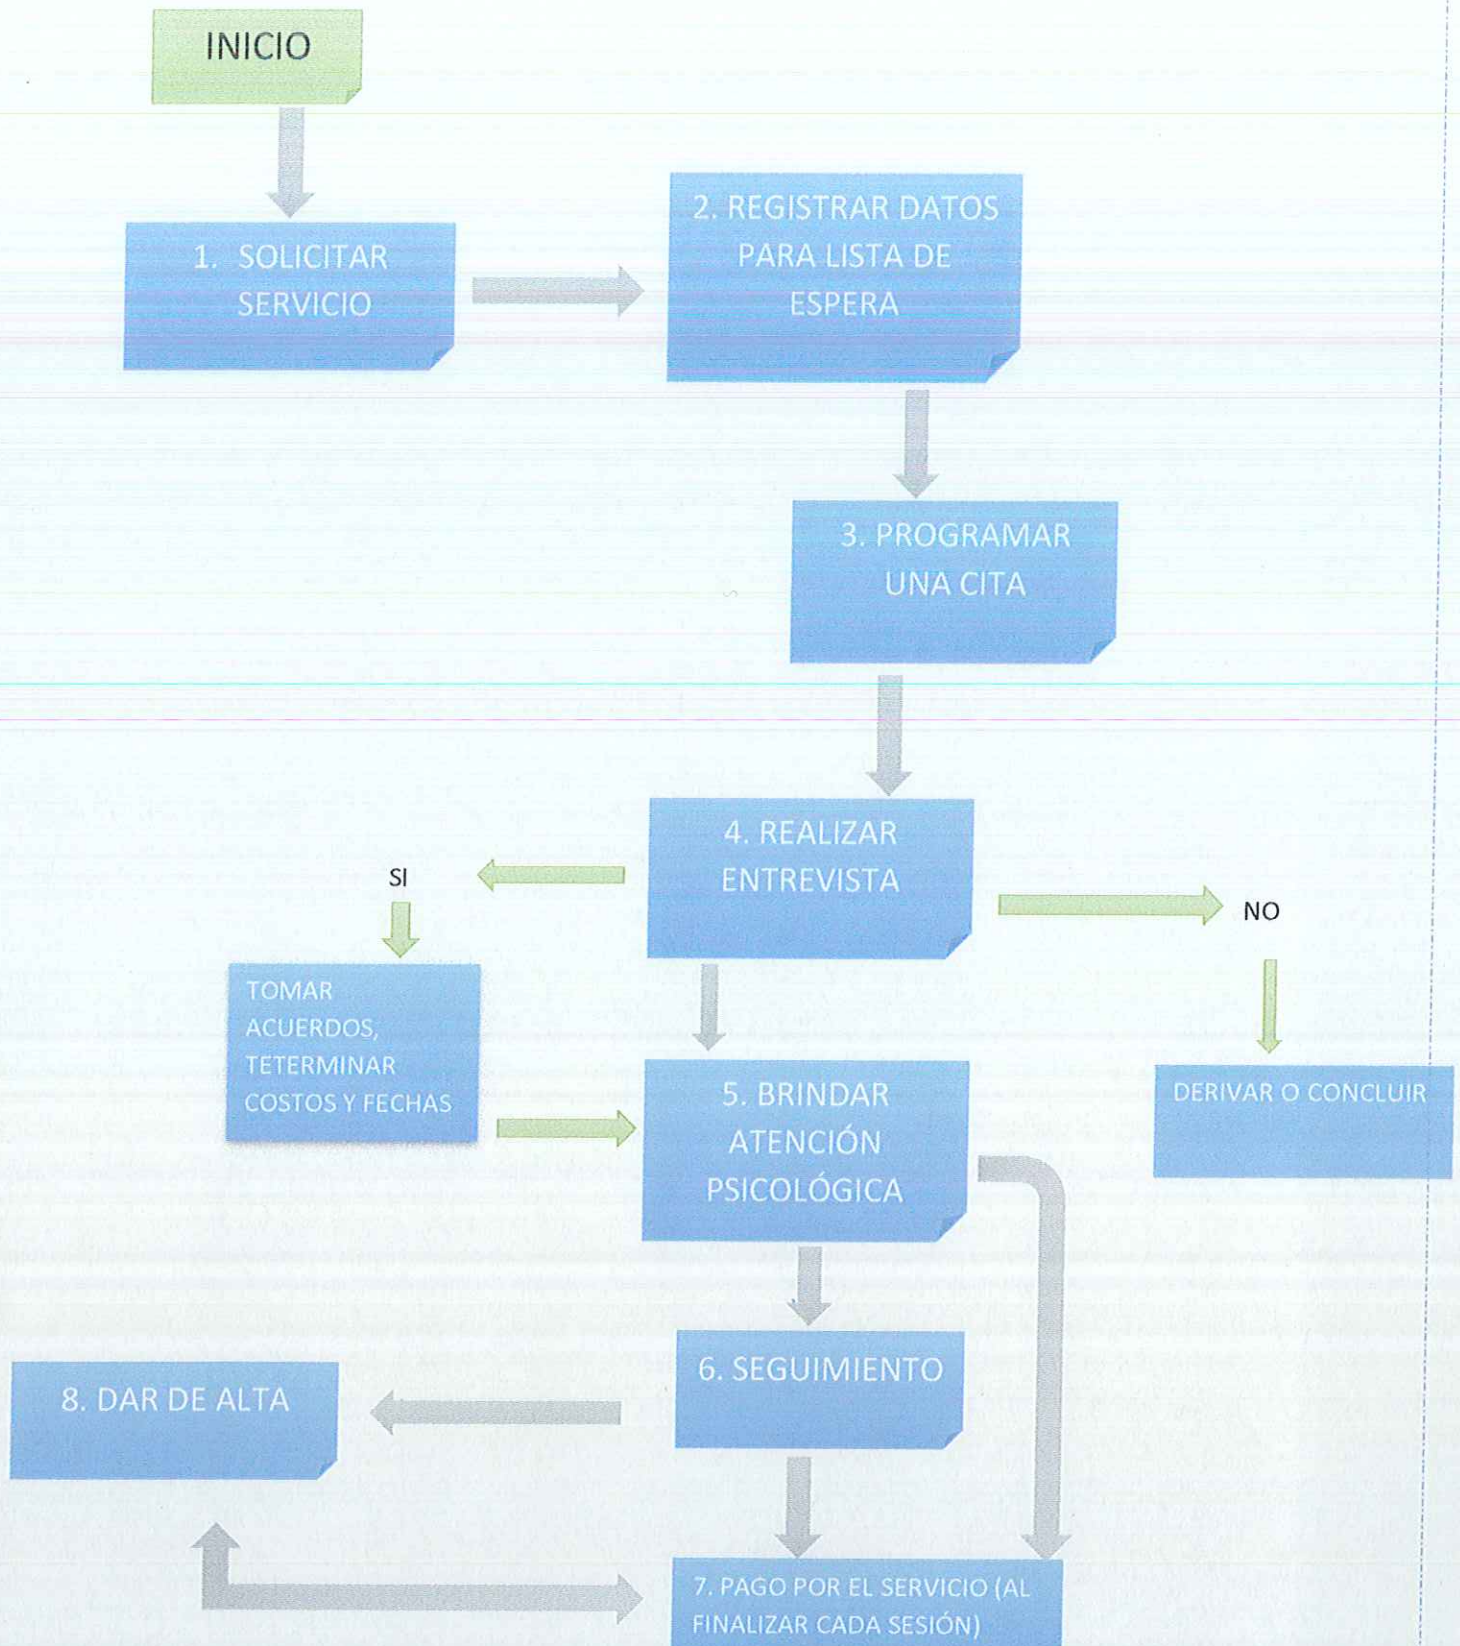 INICIO
1. SOLICITAR
SERVICIO
2. REGISTRAR DATOS
PARA LISTA DE
ESPERA
3. PROGRAMAR
UNA CITA
4. REALIZAR
ENTREVISTA
SI
NO
TOMAR
ACUERDOS,
TETERMINAR
COSTOS Y FECHAS
DERIVAR O CONCLUIR
5. BRINDAR
ATENCIÓN
PSICOLÓGICA
6. SEGUIMIENTO
8. DAR DE ALTA
7. PAGO POR EL SERVICIO (AL
FINALIZAR CADA SESIÓN)